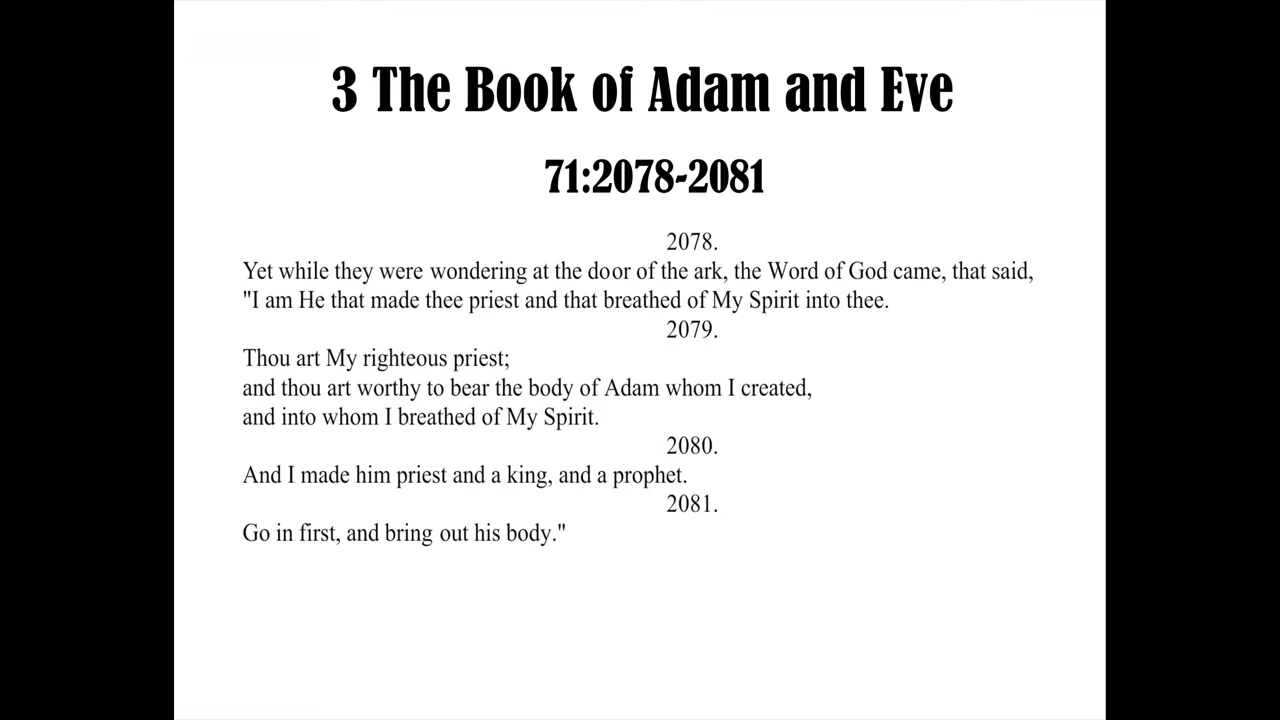 3 The Book of Adam and Eve
71:2078-2081
2078.
Yet while they were wondering at the door of the ark, the Word of God came, that said,
"I am He that made thee priest and that breathed of My Spirit into thee.
2079.
Thou art My righteous priest;
and thou art worthy to bear the body of Adam whom I created,
and into whom I breathed of My Spirit.
2080.
And I made him priest and a king, and a prophet.
2081.
Go in first, and bring out his body."